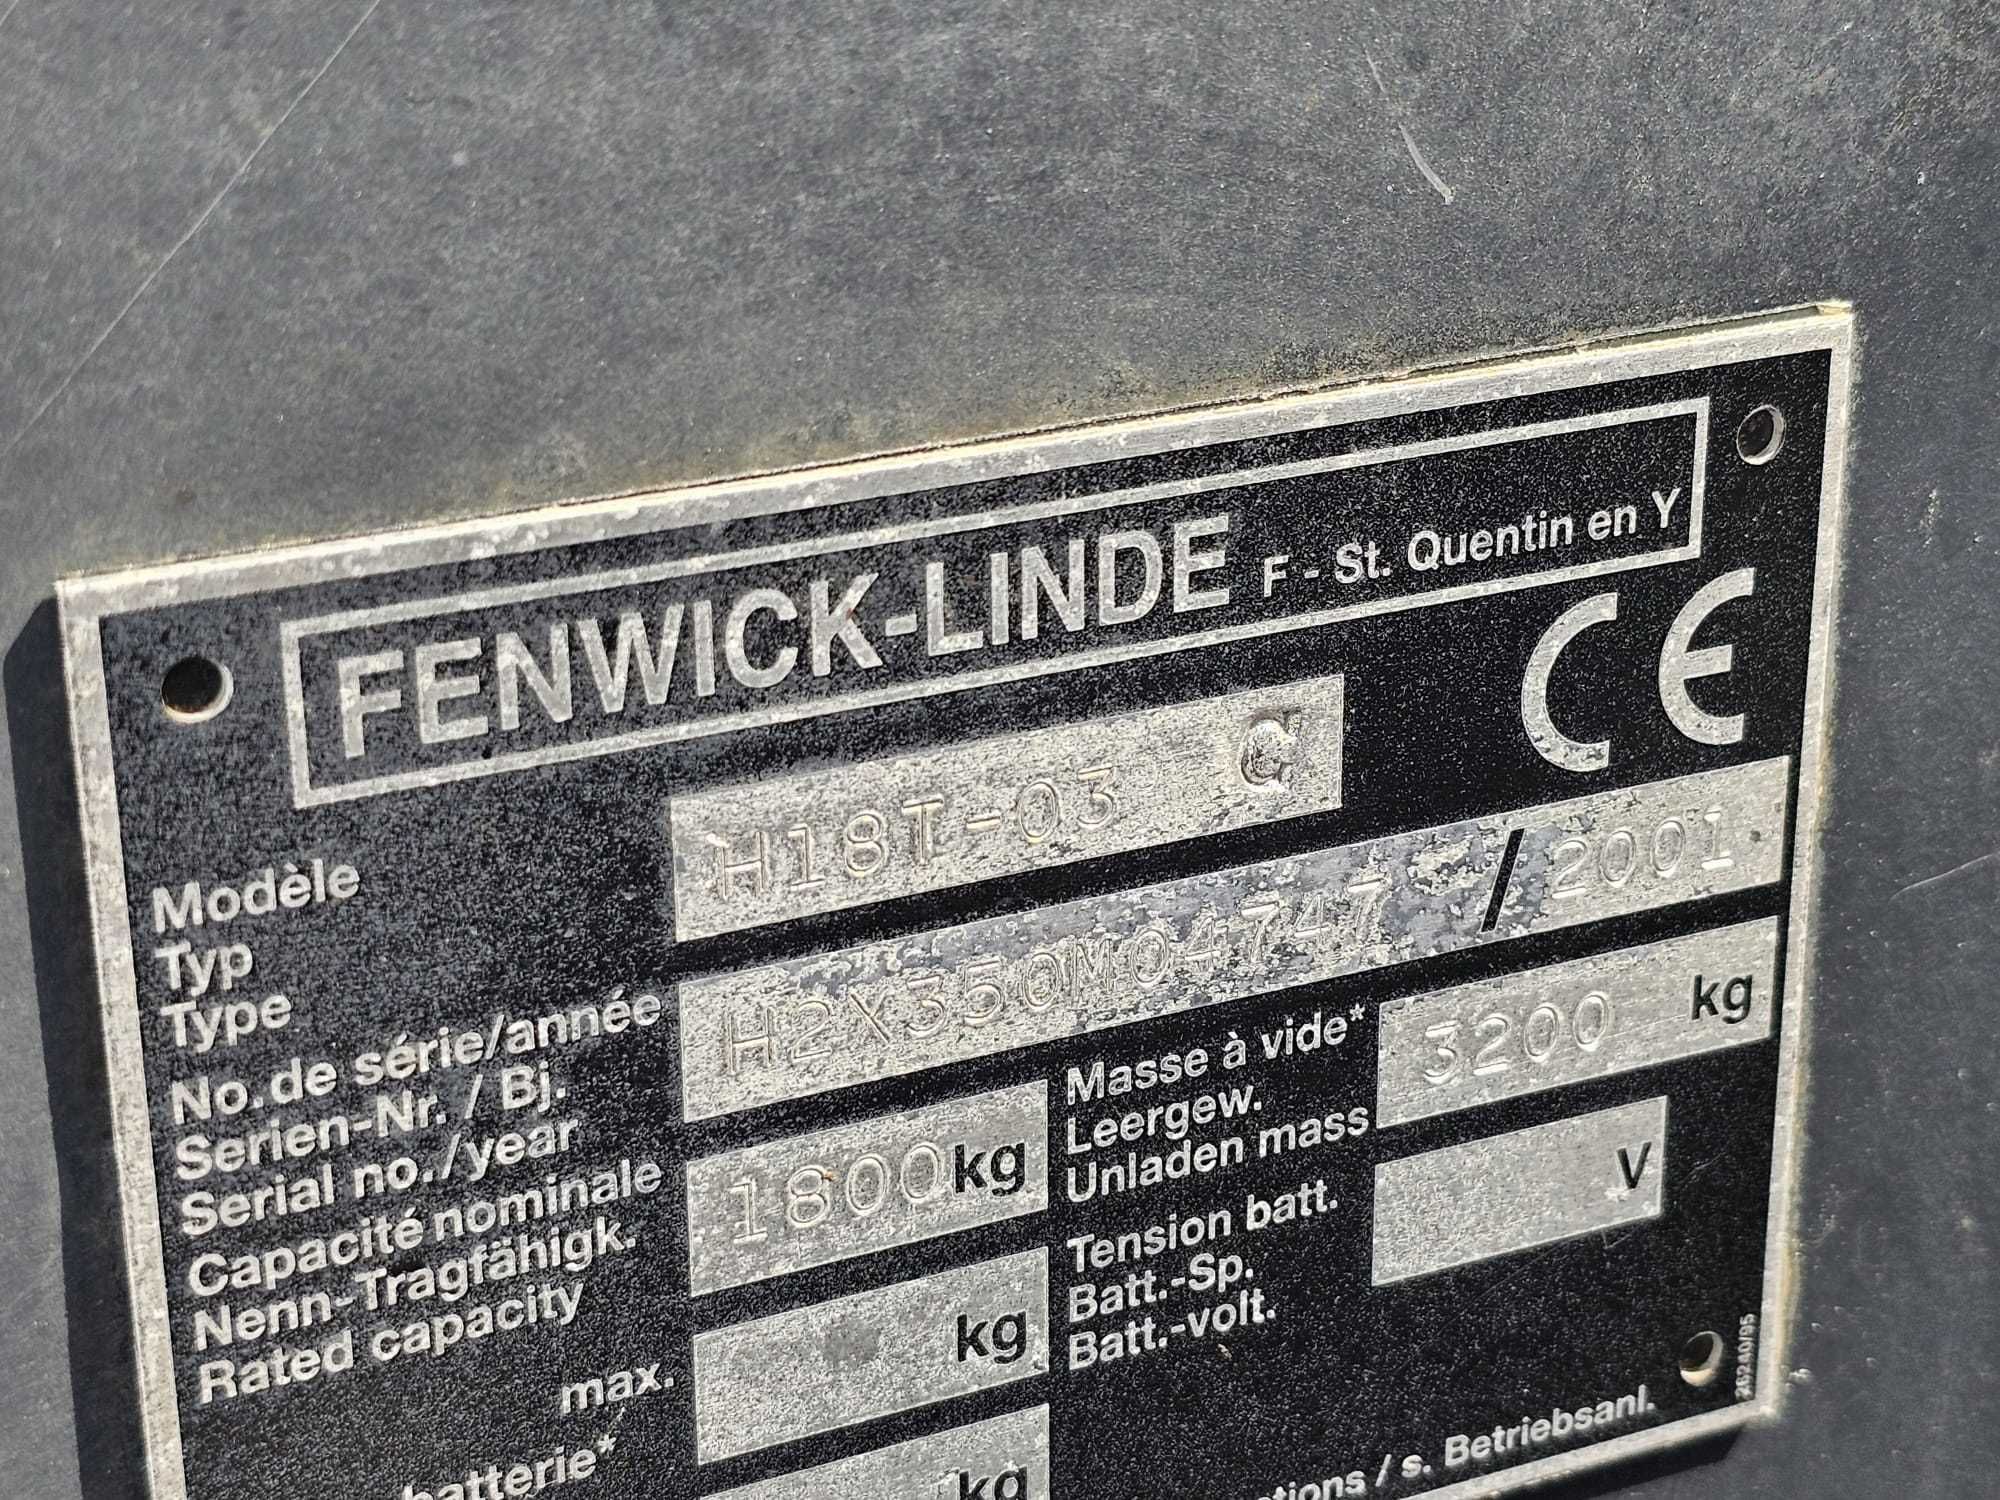 FENWICK-LINDE F - St. Quentin en Y
CE
Modèle H18T-03 C
Typ
Type
No. de série/année H2X350M04747 / 2001
Serien-Nr. / Bj.
Serial no./year
Capacité nominale 1800 kg
Nenn-Tragfähigk.
Rated capacity
Masse à vide* 3200 kg
Leergew.
Unladen mass
Tension batt. V
Batt.-Sp.
Batt.-volt.
max. kg
batterie* kg
tions / s. Betriebsanl.